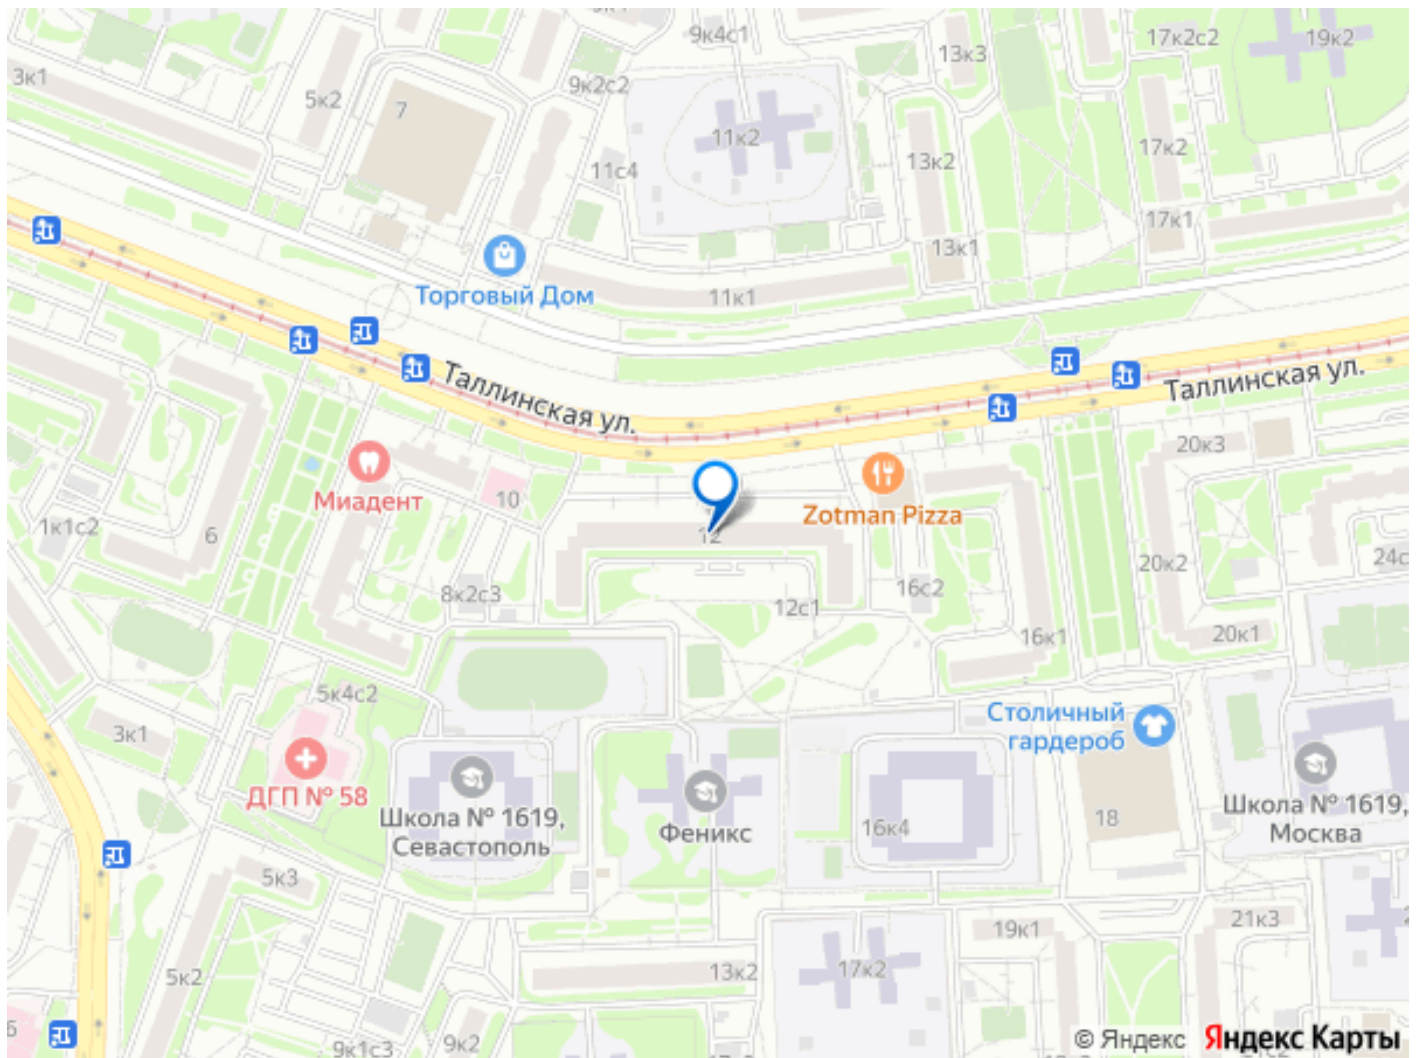 9к4с1
17к2с2
19к2
13к3
3к1
5к2
7
9к2с2
11к2
11с4
13к2
17к2
17к1
13к1
Торговый Дом
11к1
Таллинская ул.
Таллинская ул.
20к3
Миадент
10
Zotman Pizza
1к1с2
6
12
20к2
24с
8к2с3
12с1
16с2
16к1
20к1
5к4с2
3к1
Столичный
гардероб
ДГП № 58
Школа № 1619,
Севастополь
Феникс
16к4
18
Школа № 1619,
Москва
5к3
19к1
21к3
5к2
13к2
17к2
9к1с3
9к2
© Яндекс
Яндекс Карты